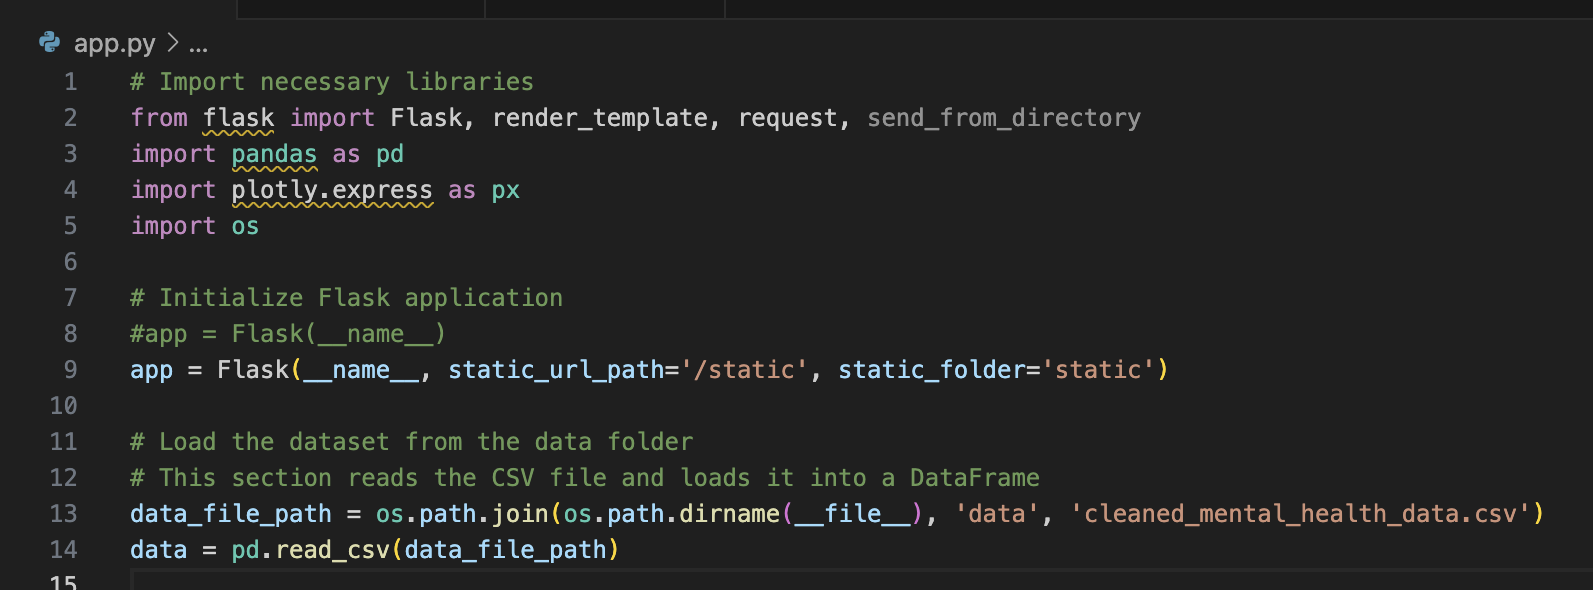 app.py > ...
1 # Import necessary libraries
2 from flask import Flask, render_template, request, send_from_directory
3 import pandas as pd
4 import plotly.express as px
5 import os
6
7 # Initialize Flask application
8 #app = Flask(__name__)
9 app = Flask(__name__, static_url_path='/static', static_folder='static')
10
11 # Load the dataset from the data folder
12 # This section reads the CSV file and loads it into a DataFrame
13 data_file_path = os.path.join(os.path.dirname(__file__), 'data', 'cleaned_mental_health_data.csv')
14 data = pd.read_csv(data_file_path)
15